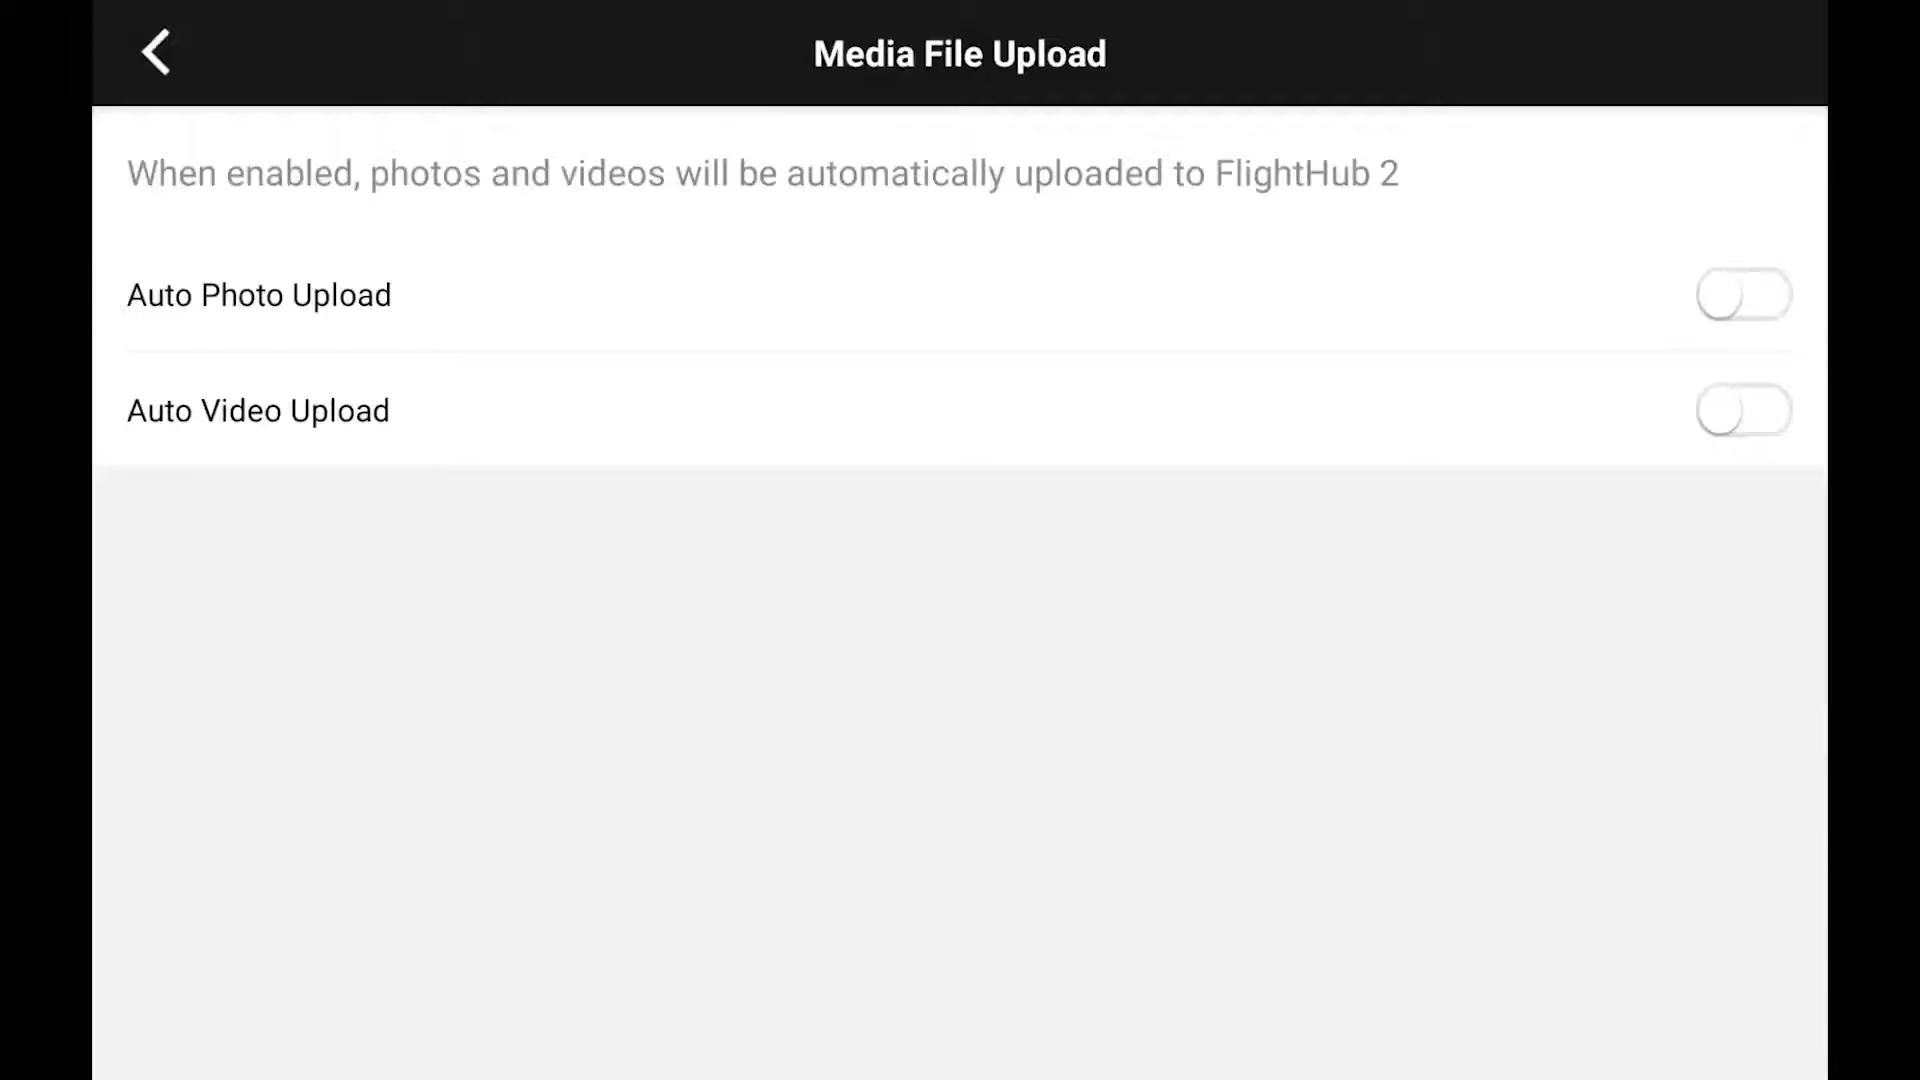 Media File Upload
When enabled, photos and videos will be automatically uploaded to FlightHub 2
Auto Photo Upload
Auto Video Upload